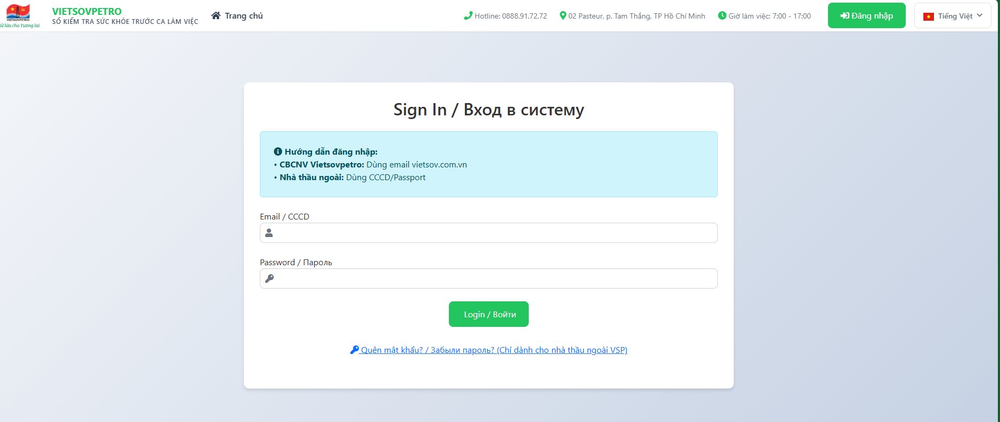 VIETSOVPETRO
VIETSOVPETRO
SỔ KIỂM TRA SỨC KHỎE TRƯỚC CA LÀM VIỆC
Trang chủ
Hotline: 0888.91.72.72
02 Pasteur, p. Tam Thắng, TP Hồ Chí Minh
Giờ làm việc: 7:00 - 17:00
Đăng nhập
Tiếng Việt
lửa cho Tương lai
Sign In / Вход в систему
Hướng dẫn đăng nhập:
• CBCNV Vietsovpetro: Dùng email vietsov.com.vn
• Nhà thầu ngoài: Dùng CCCD/Passport
Email / CCCD
Password / Пароль
Login / Войти
Quên mật khẩu? / Забыли пароль? (Chỉ dành cho nhà thầu ngoài VSP)